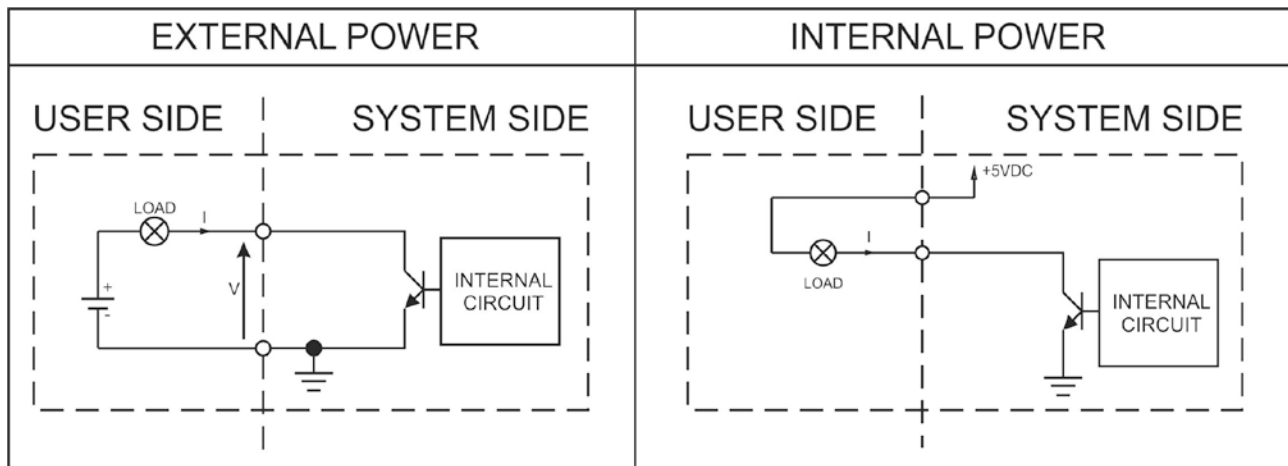 EXTERNAL POWER
INTERNAL POWER
USER SIDE
SYSTEM SIDE
LOAD
I
+
-
V
INTERNAL
CIRCUIT
USER SIDE
SYSTEM SIDE
+5VDC
I
LOAD
INTERNAL
CIRCUIT